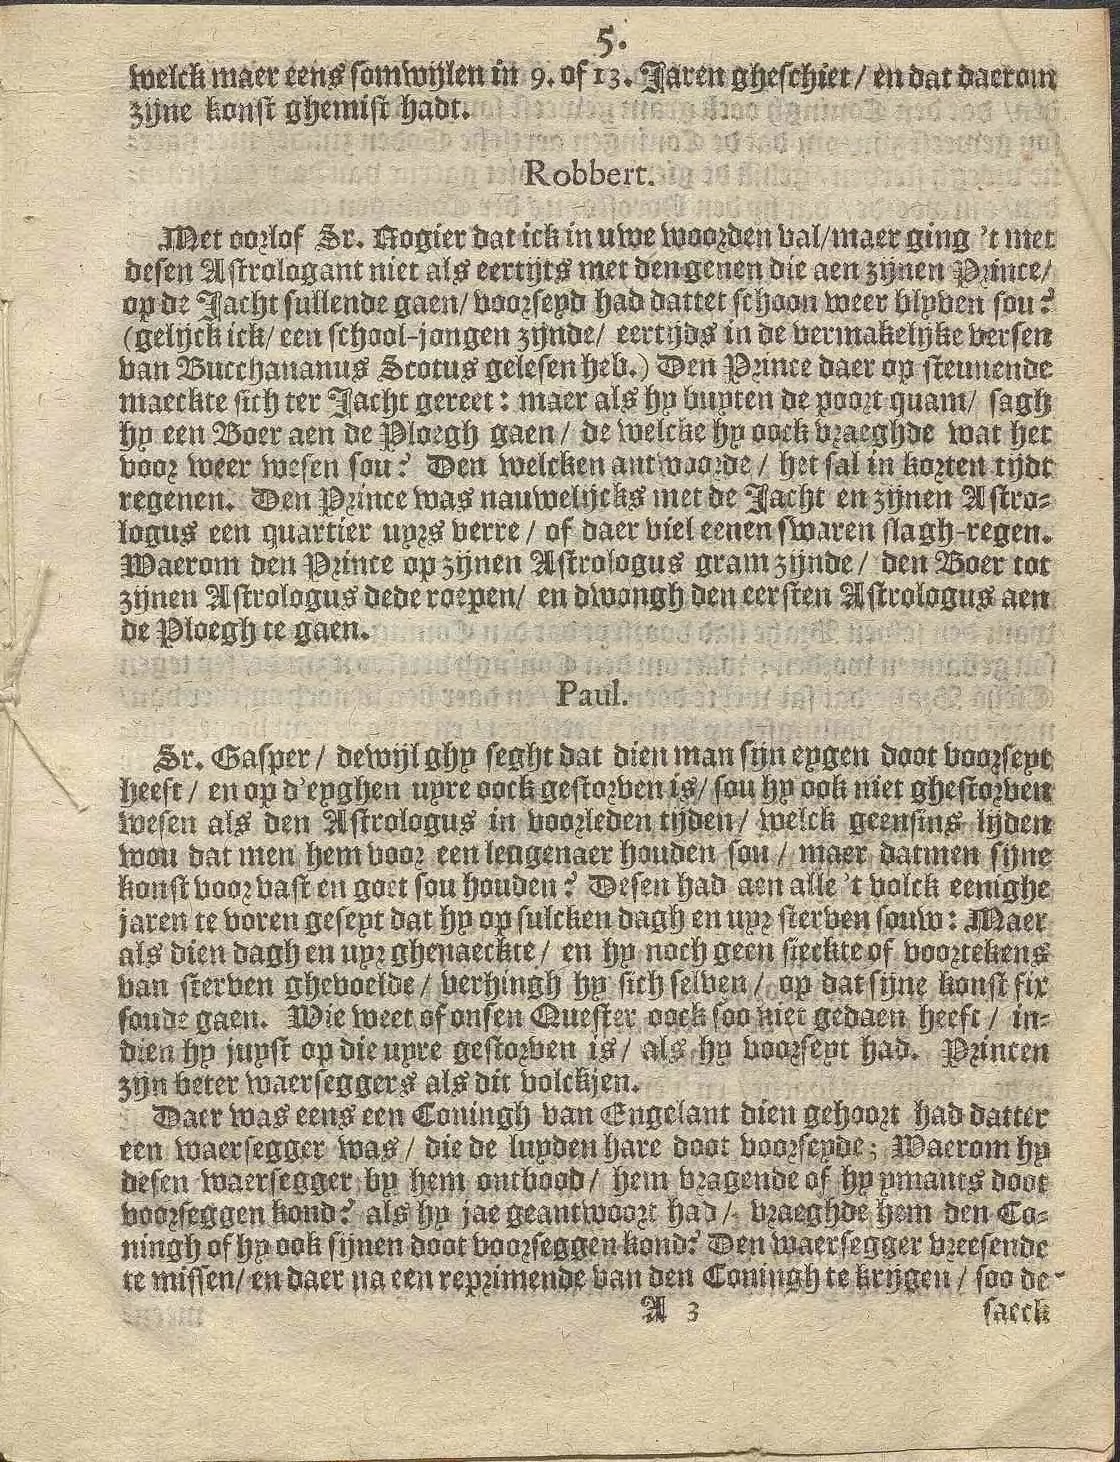 5.
welck maer eens somwijlen in 9. of 13. Jaren gheschiet / en dat daerom
zijne konst ghemist hadt.
Robbert.
Met oorlof Sr. Rogier dat ick in uwe woorden val / maer ging 't met
desen Astrologant niet als eertijts met den genen die aen zijnen Prince /
op de Jacht sullende gaen / voorseyd had dattet schoon weer blyven sou?
(gelijck ick / een school-jongen zijnde / eertijds in de vermakelijke versen
van Bucchananus Scotus gelesen heb.) Den Prince daer op steunende
maeckte sich ter Jacht gereet: maer als hy buyten de poort quam / sagh
hy een Boer aen de Ploegh gaen / de welcke hy oock vraeghde wat het
voor weer wesen sou? Den welcken antwoorde / het sal in korten tijdt
regenen. Den Prince was nauwelijcks met de Jacht en zijnen Astro-
logus een quartier uyrs verre / of daer viel eenen swaren slagh-regen.
Waerom den Prince op zijnen Astrologus gram zijnde / den Boer tot
zijnen Astrologus dede roepen / en dwongh den eersten Astrologus aen
de Ploegh te gaen.
Paul.
Sr. Gasper / dewijl ghy seght dat dien man sijn eygen doot voorseyt
heeft / en op d'eyghen uyre oock gestorven is / sou hy ook niet ghestorven
wesen als den Astrologus in voorleden tijden / welck geensins lijden
wou dat men hem voor een leugenaer houden sou / maer datmen sijne
konst voor vast en goet sou houden? Desen had aen alle 't volck eenighe
jaren te voren geseyt dat hy op sulcken dagh en uyr sterven souw: Maer
als dien dagh en uyr ghenaeckte / en hy noch geen sieckte of voortekens
van sterven ghevoelde / verhingh hy sich selven / op dat sijne konst fix
soude gaen. Wie weet of onsen Quester oock soo niet gedaen heeft / in-
dien hy juyst op die uyre gestorven is / als hy voorseyt had. Princen
zijn beter waerseggers als dit volckjen.
Daer was eens een Coningh van Engelant dien gehoort had datter
een waersegger was / die de luyden hare doot voorseyde; Waerom hy
desen waersegger by hem ontbood / hem vragende of hy ymants doot
voorseggen kond? als hy jae geantwoort had / vraeghde hem den Co-
ningh of hy ook sijnen doot voorseggen kond? Den waersegger vreesende
te missen / en daer na een reprimende van den Coningh te krijgen / soo de-
A 3 saeck